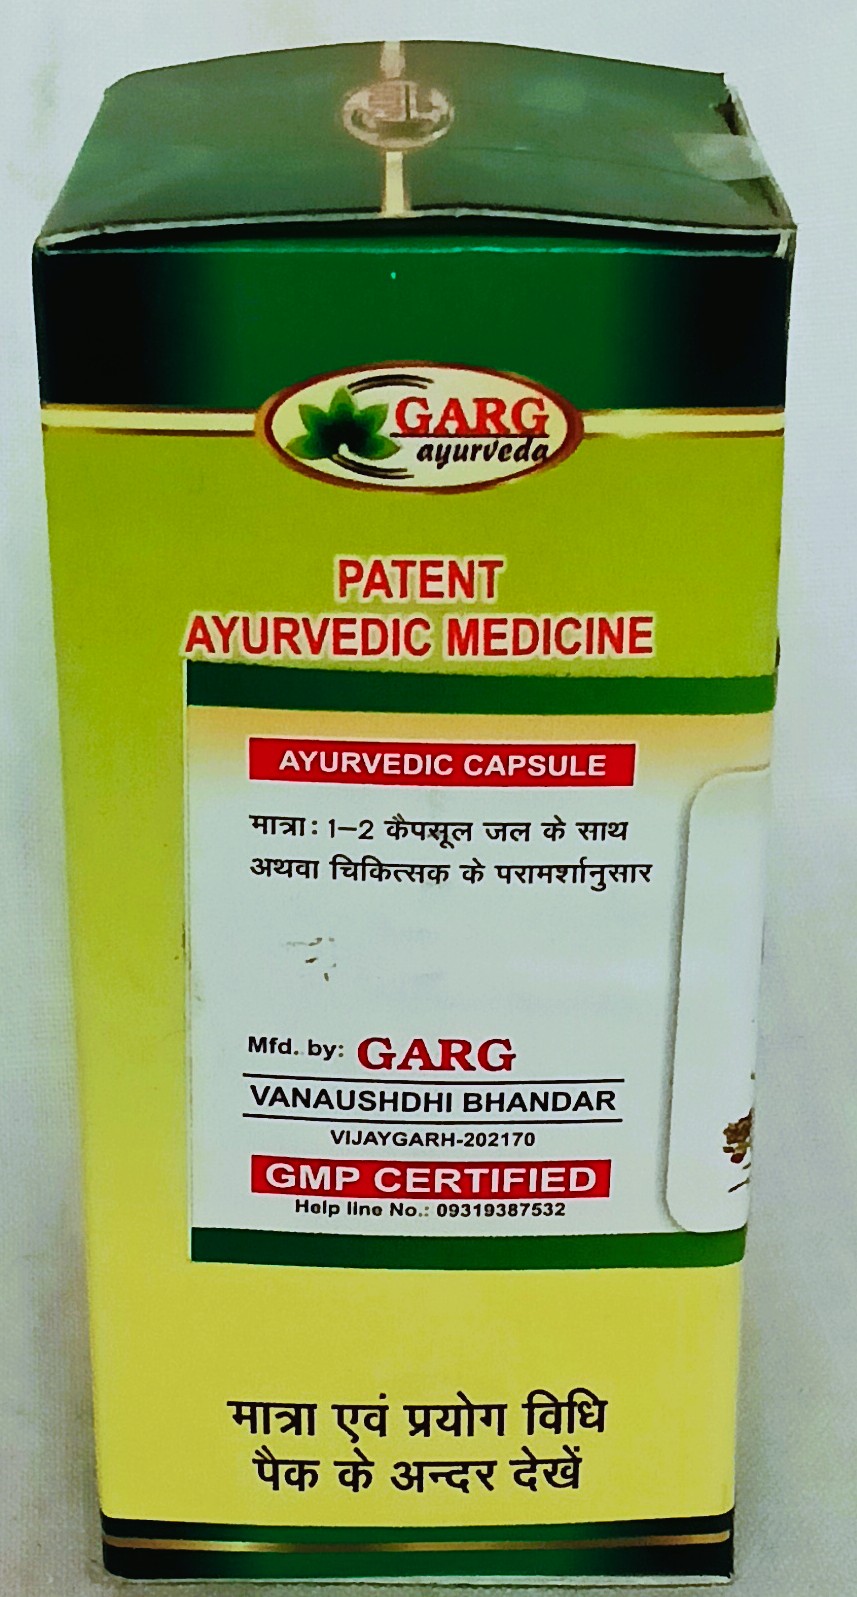 GARG
ayurveda
PATENT
AYURVEDIC MEDICINE
AYURVEDIC CAPSULE
मात्रा : 1–2 कैपसूल जल के साथ
अथवा चिकित्सक के परामर्शानुसार
Mfd. by: GARG
VANAUSHDHI BHANDAR
VIJAYGARH-202170
GMP CERTIFIED
Help line No.: 09319387532
मात्रा एवं प्रयोग विधि
पैक के अन्दर देखें